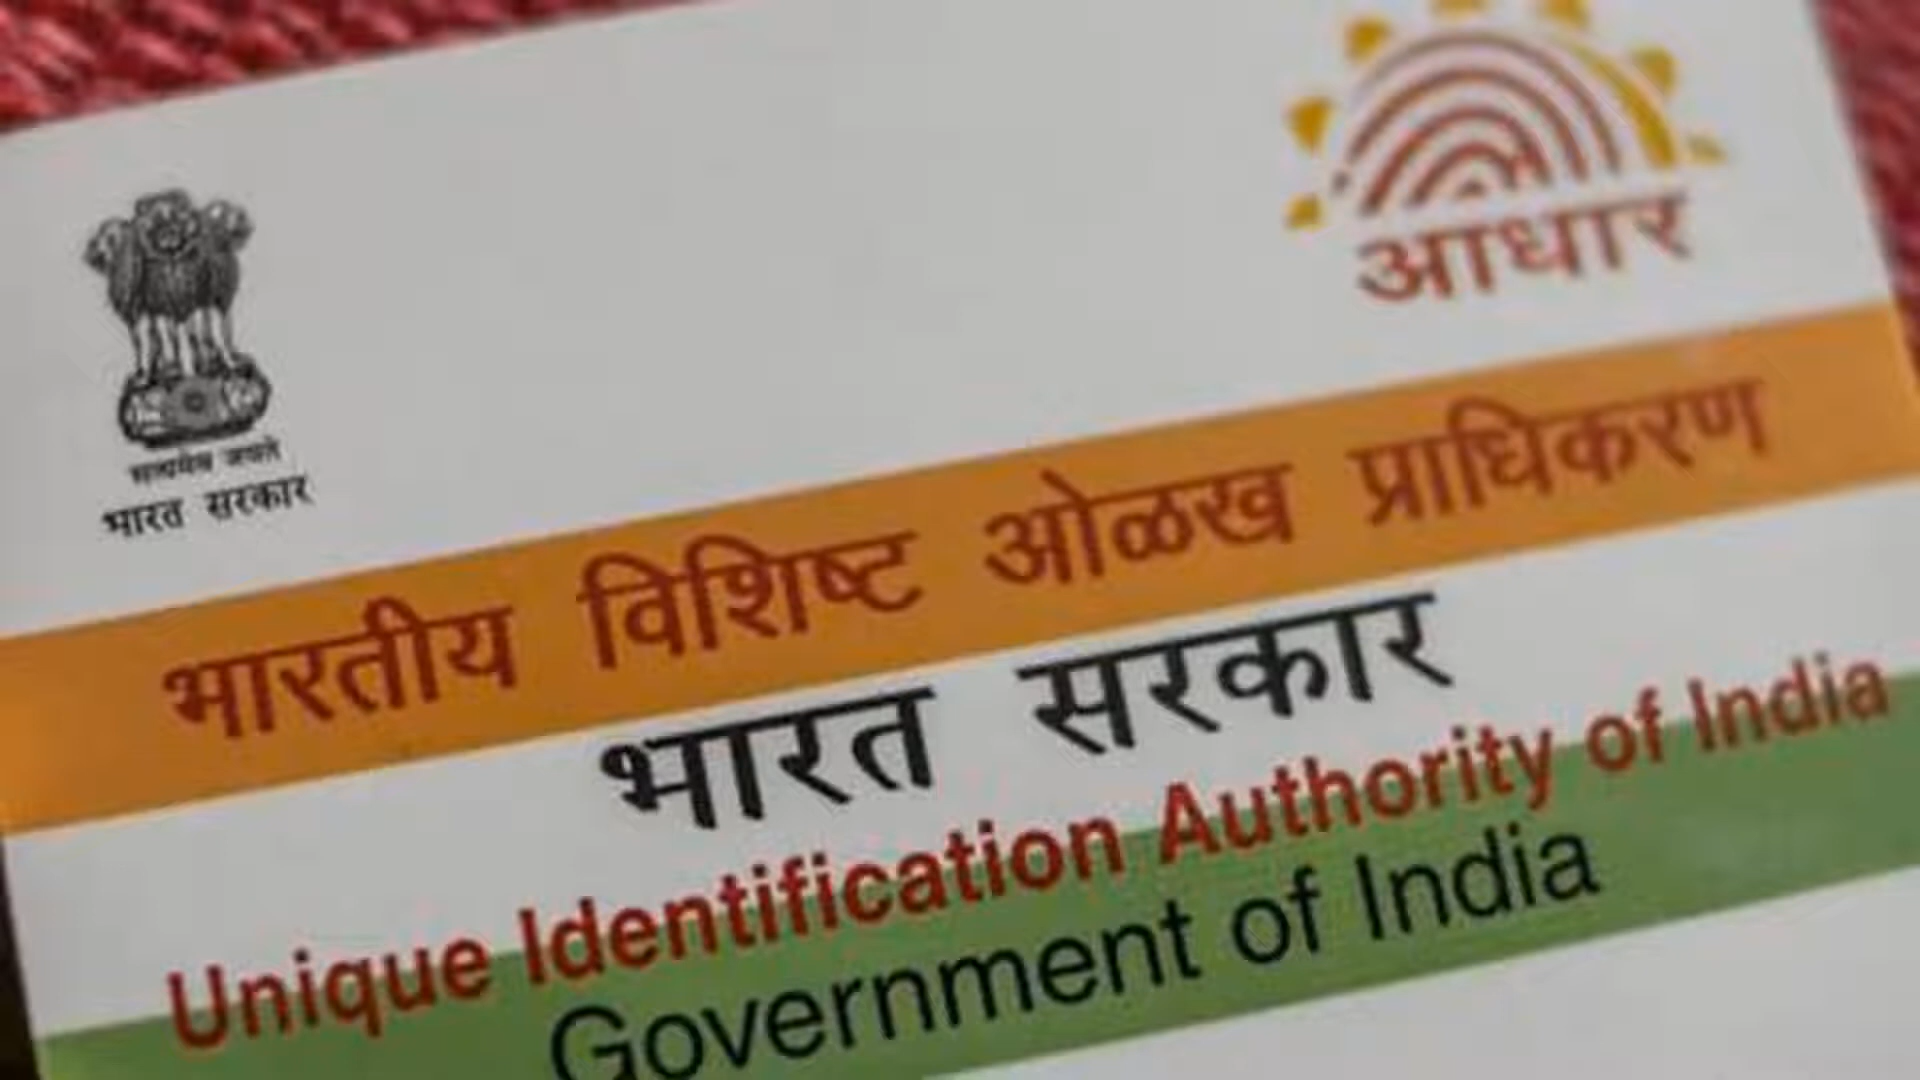 आधार
सत्यमेव जयते
भारत सरकार
भारतीय विशिष्ट ओळख प्राधिकरण
भारत सरकार
Unique Identification Authority of India
Government of India